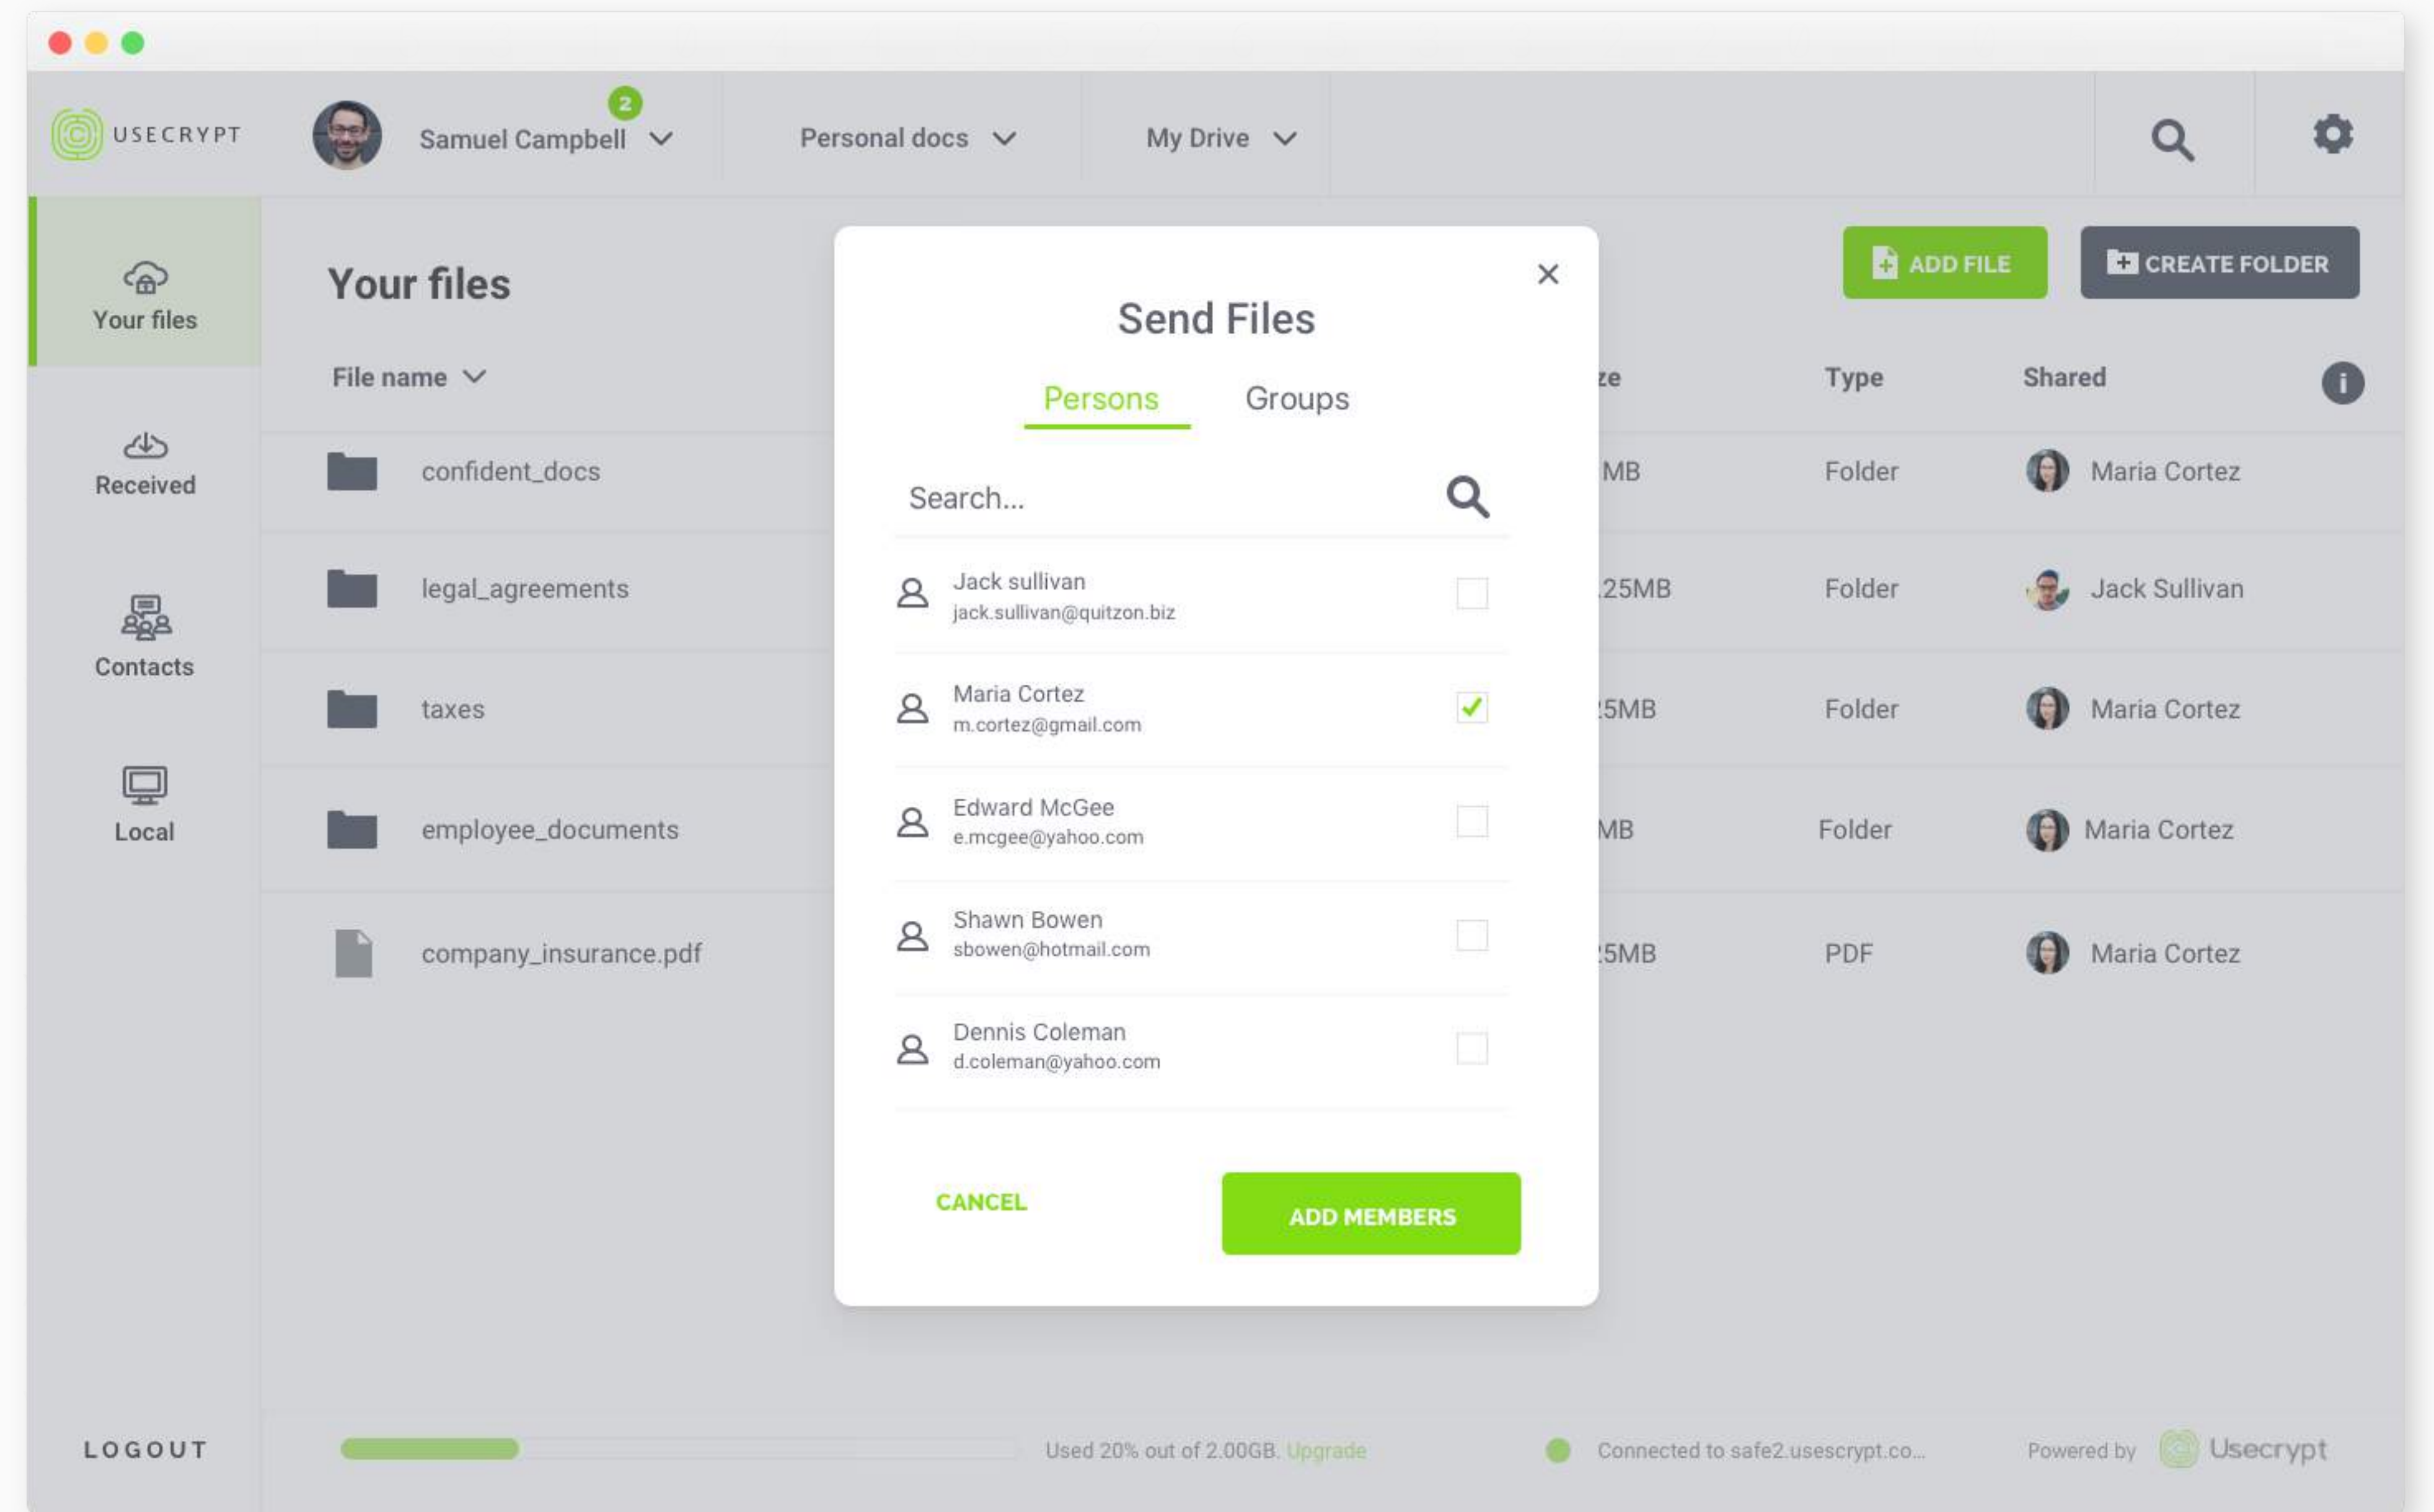 USECRYPT
Samuel Campbell
2
Personal docs
My Drive
Your files
Received
Contacts
Local
LOGOUT
Your files
ADD FILE
CREATE FOLDER
File name
ze
Type
Shared
i
confident_docs
MB
Folder
Maria Cortez
legal_agreements
.25MB
Folder
Jack Sullivan
taxes
5MB
Folder
Maria Cortez
employee_documents
MB
Folder
Maria Cortez
company_insurance.pdf
5MB
PDF
Maria Cortez
Send Files
Persons
Groups
Search...
Jack sullivan
jack.sullivan@quitzon.biz
Maria Cortez
m.cortez@gmail.com
Edward McGee
e.mcgee@yahoo.com
Shawn Bowen
sbowen@hotmail.com
Dennis Coleman
d.coleman@yahoo.com
CANCEL
ADD MEMBERS
Used 20% out of 2.00GB. Upgrade
Connected to safe2.usescrypt.co...
Powered by
Usecrypt